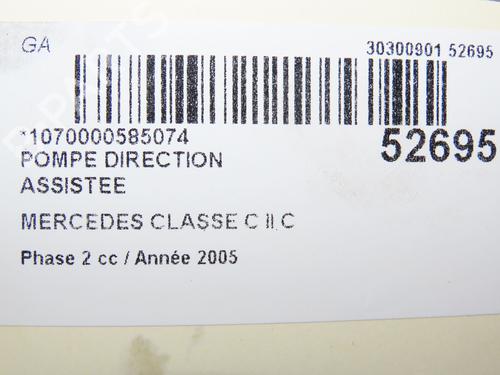 GA
30300901 52695
*1070000585074
52695
POMPE DIRECTION
ASSISTEE
MERCEDES CLASSE C II C
Phase 2 cc / Année 2005